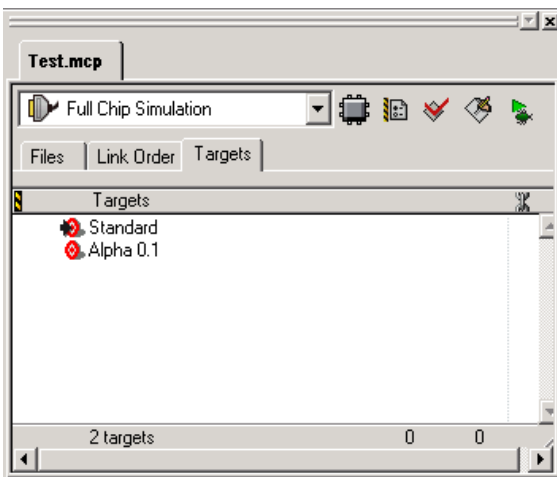 Test.mcp
Full Chip Simulation
Files Link Order Targets
Targets
Standard
Alpha 0.1
2 targets 0 0